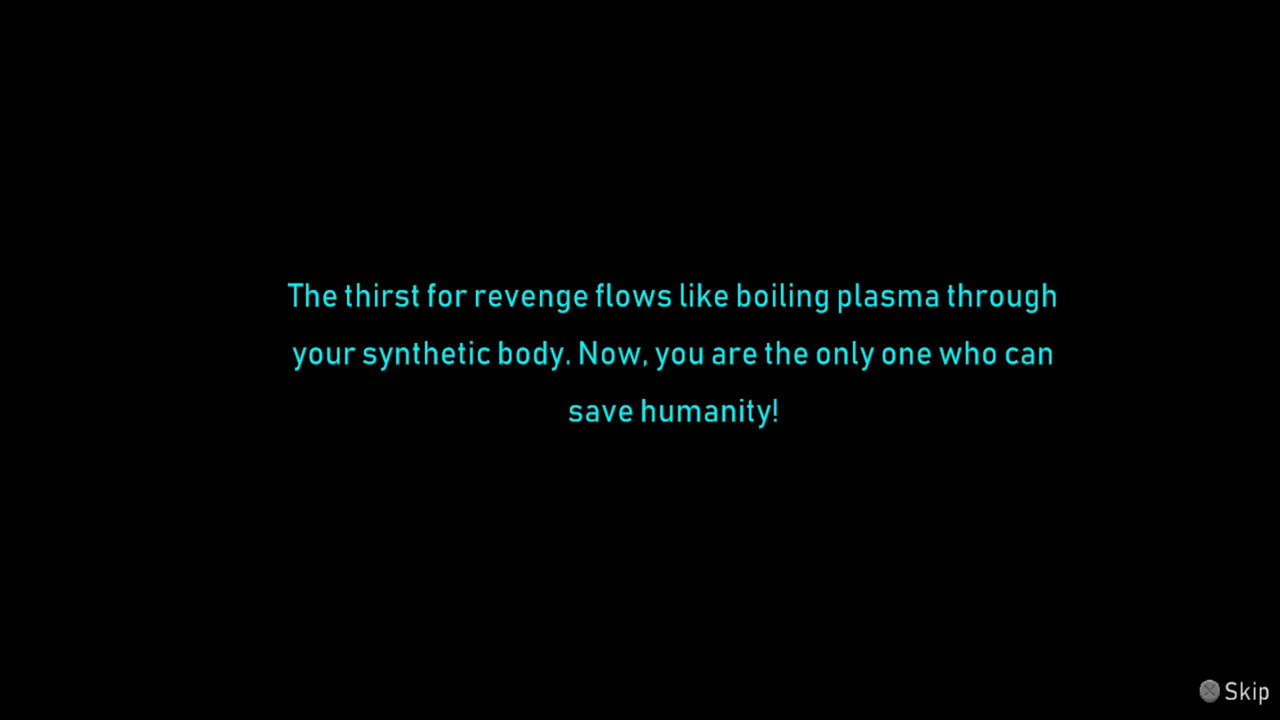 The thirst for revenge flows like boiling plasma through
your synthetic body. Now, you are the only one who can
save humanity!
Skip